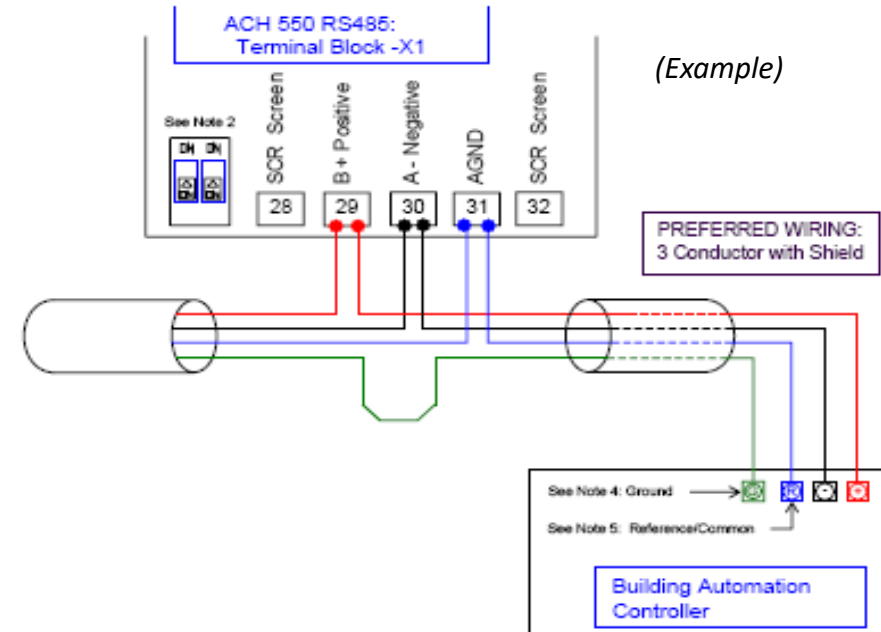 ACH 550 RS485:
Terminal Block -X1
(Example)
See Note 2
ON ON
SCR Screen
B + Positive
A - Negative
AGND
SCR Screen
28
29
30
31
32
PREFERRED WIRING:
3 Conductor with Shield
See Note 4: Ground
See Note 5: Reference/Common
Building Automation
Controller